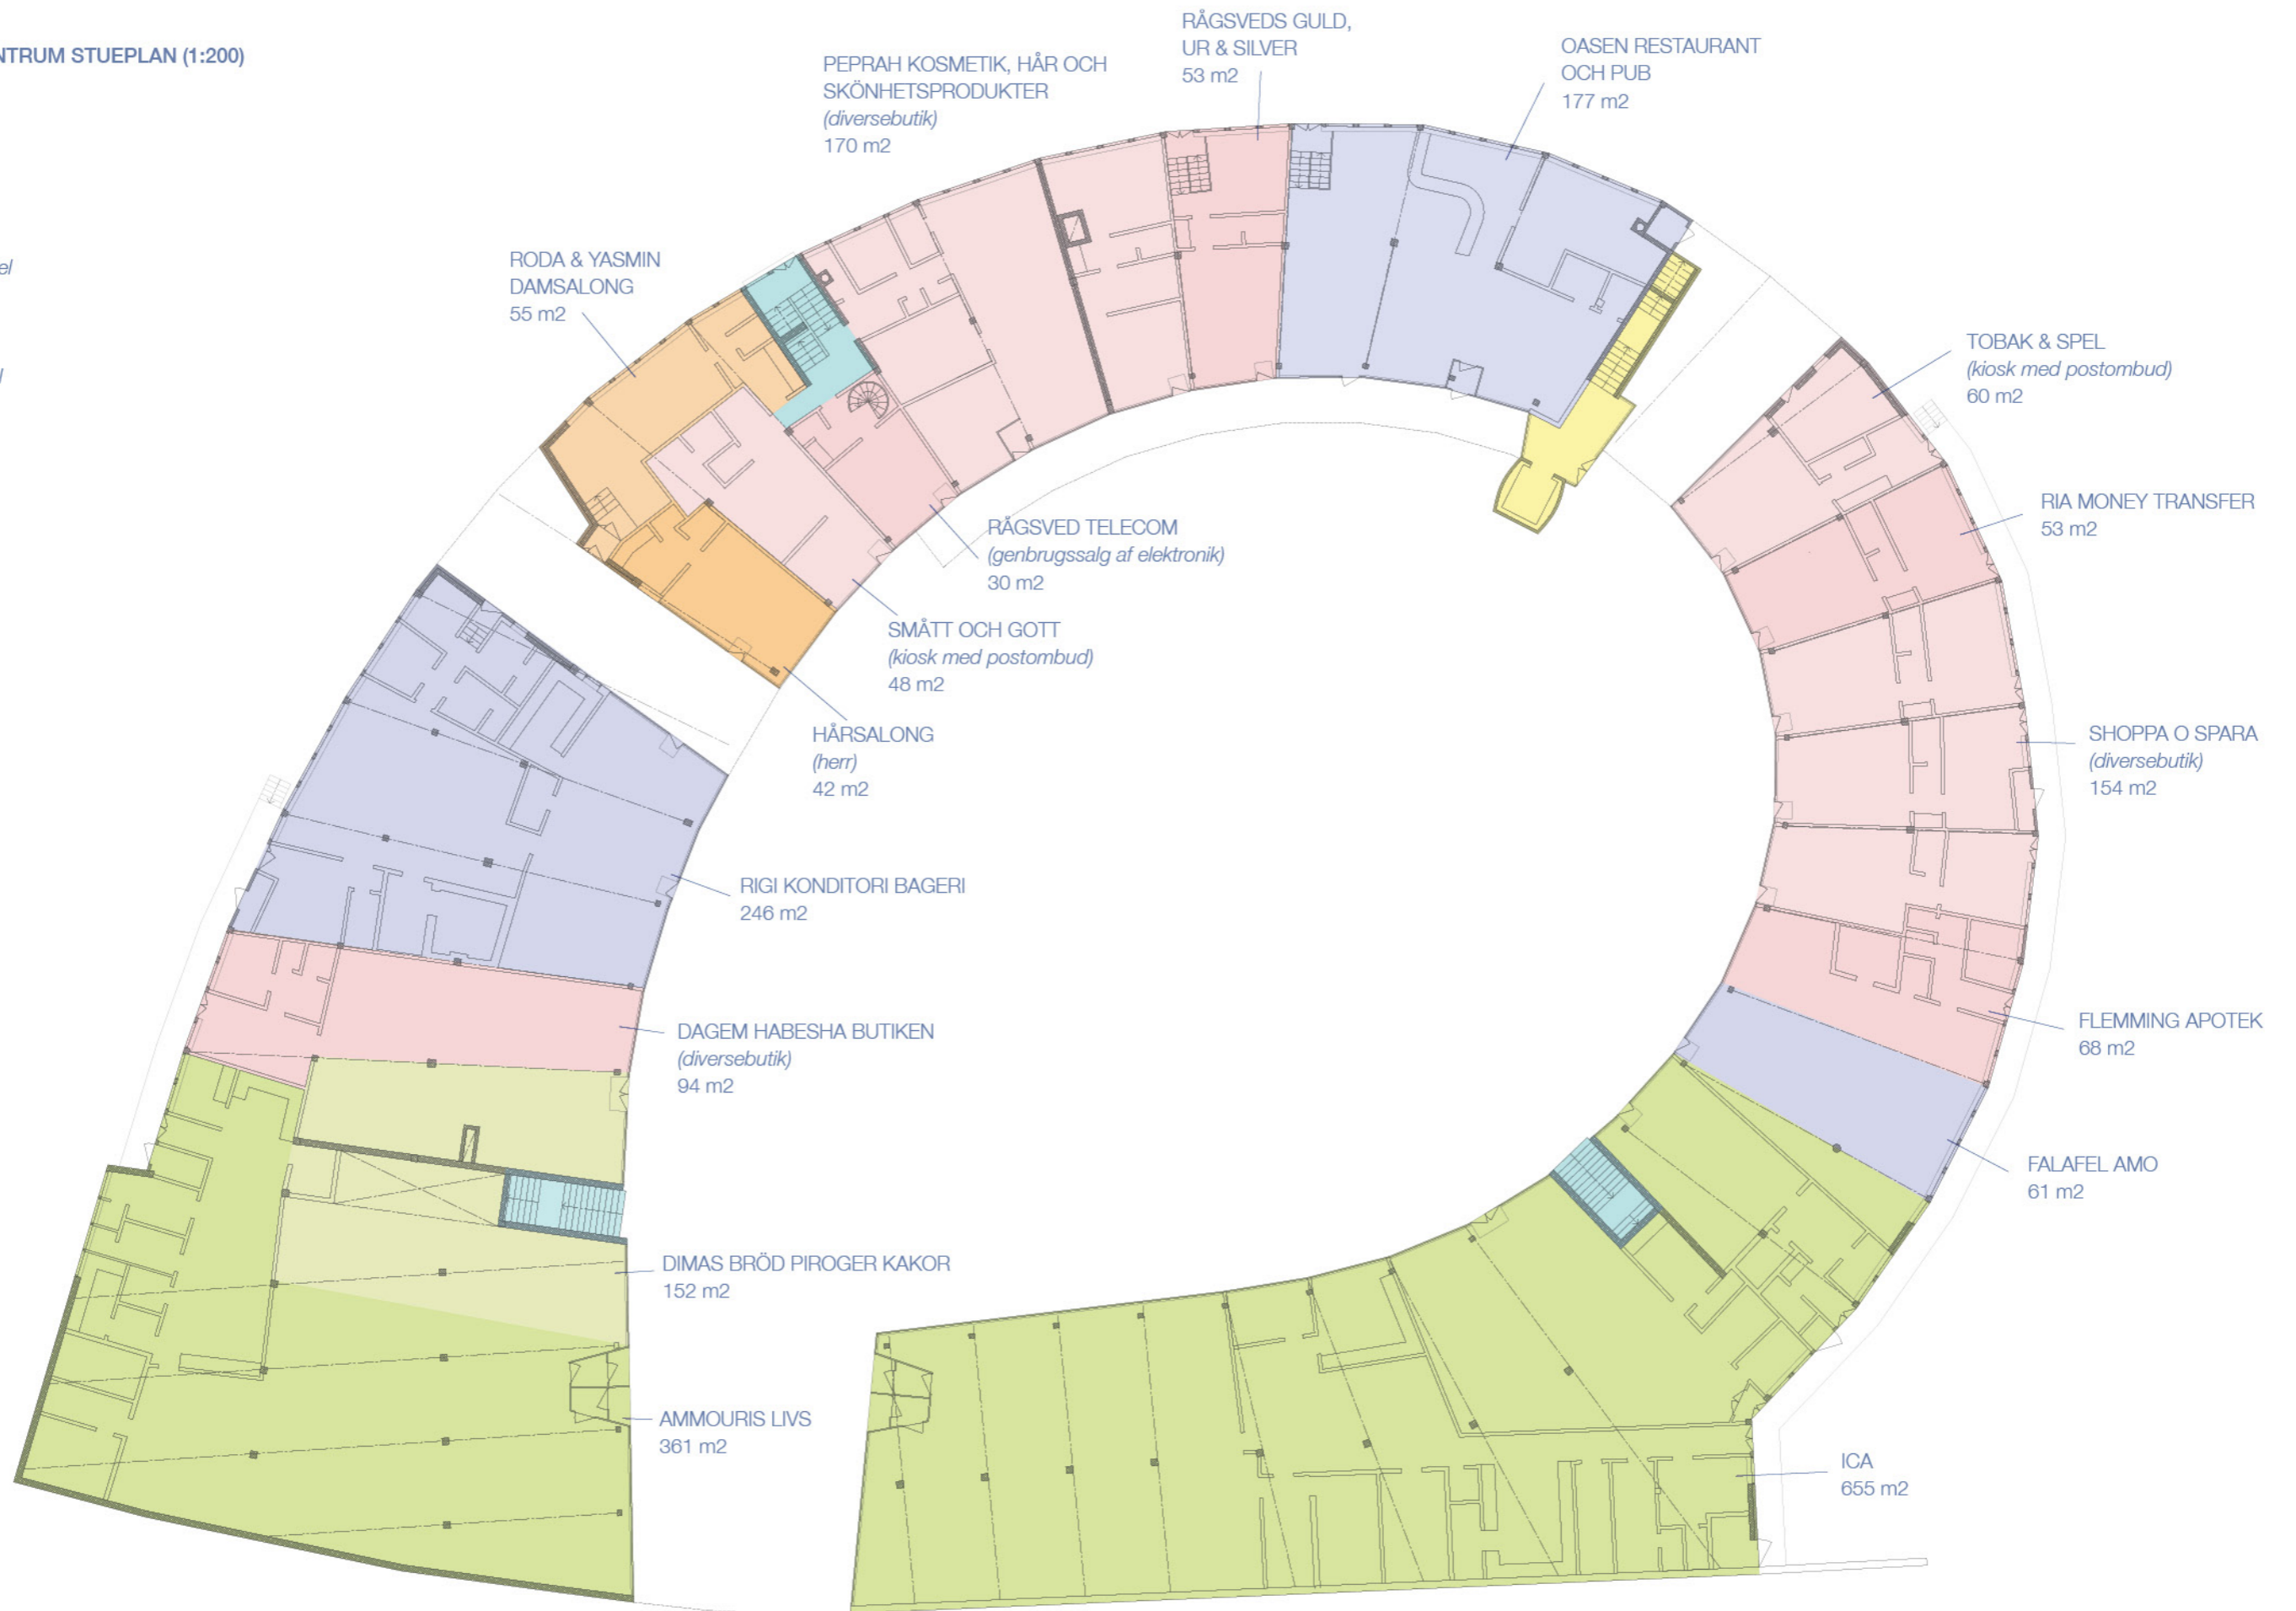 NTRUM STUEPLAN (1:200)
el
l
PEPRAH KOSMETIK, HÅR OCH
SKÖNHETSPRODUKTER
(diversebutik)
170 m2
RÅGSVEDS GULD,
UR & SILVER
53 m2
OASEN RESTAURANT
OCH PUB
177 m2
RODA & YASMIN
DAMSALONG
55 m2
TOBAK & SPEL
(kiosk med postombud)
60 m2
RIA MONEY TRANSFER
53 m2
RÅGSVED TELECOM
(genbrugssalg af elektronik)
30 m2
SMÅTT OCH GOTT
(kiosk med postombud)
48 m2
HÅRSALONG
(herr)
42 m2
SHOPPA O SPARA
(diversebutik)
154 m2
RIGI KONDITORI BAGERI
246 m2
DAGEM HABESHA BUTIKEN
(diversebutik)
94 m2
FLEMMING APOTEK
68 m2
FALAFEL AMO
61 m2
DIMAS BRÖD PIROGER KAKOR
152 m2
AMMOURIS LIVS
361 m2
ICA
655 m2